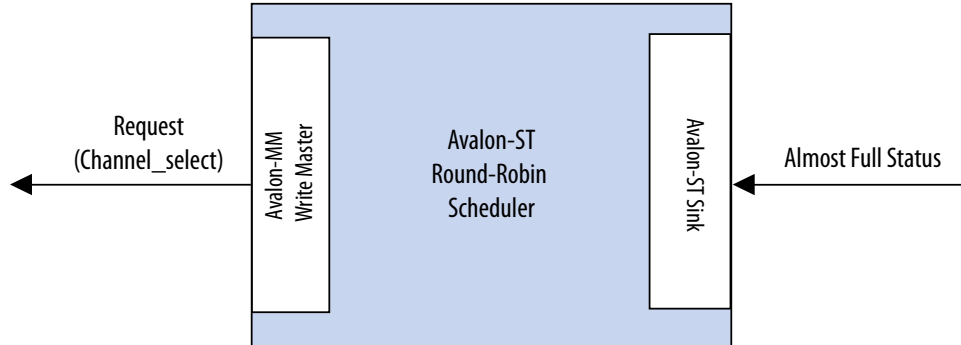 Request
(Channel_select)
Avalon-MM
Write Master
Avalon-ST
Round-Robin
Scheduler
Avalon-ST Sink
Almost Full Status